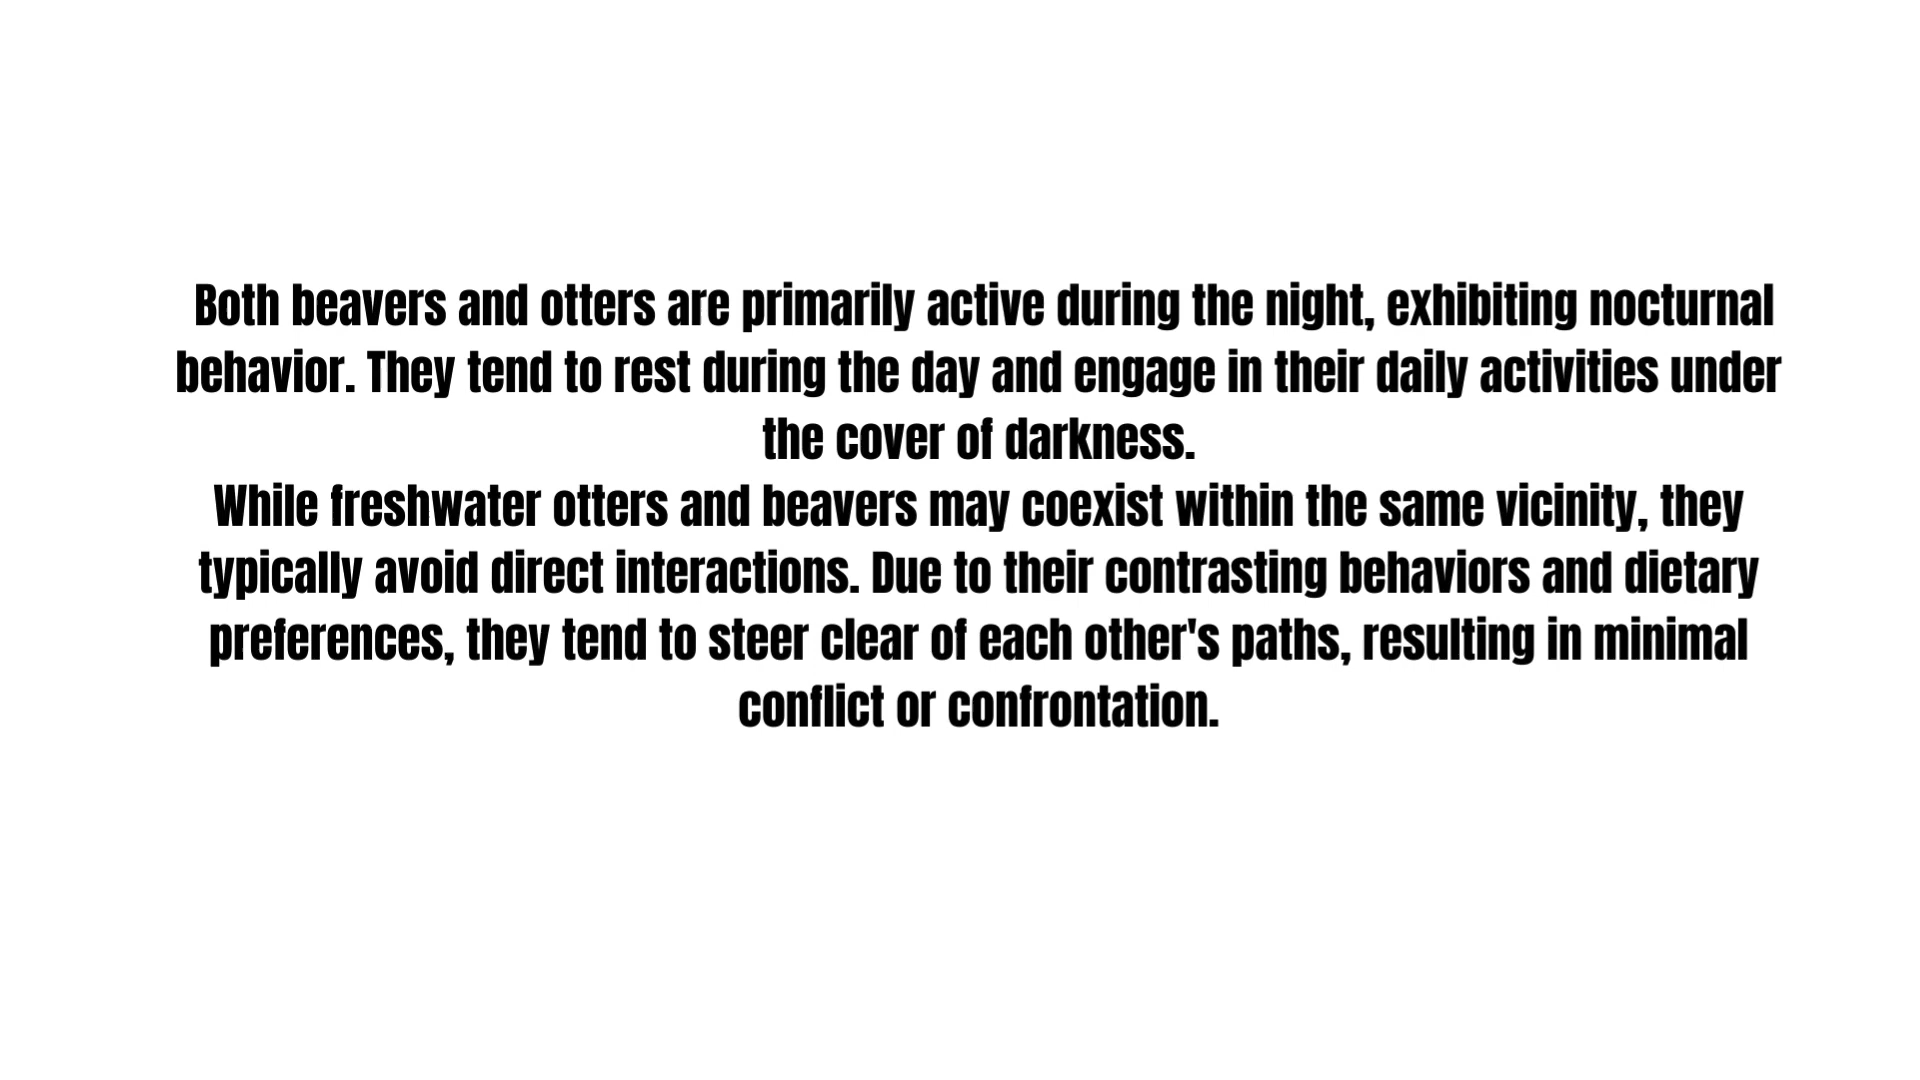 Both beavers and otters are primarily active during the night, exhibiting nocturnal
behavior. They tend to rest during the day and engage in their daily activities under
the cover of darkness.
While freshwater otters and beavers may coexist within the same vicinity, they
typically avoid direct interactions. Due to their contrasting behaviors and dietary
preferences, they tend to steer clear of each other's paths, resulting in minimal
conflict or confrontation.